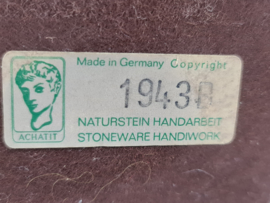 Made in Germany Copyright
1943B
ACHATIT
NATURSTEIN HANDARBEIT
STONEWARE HANDIWORK